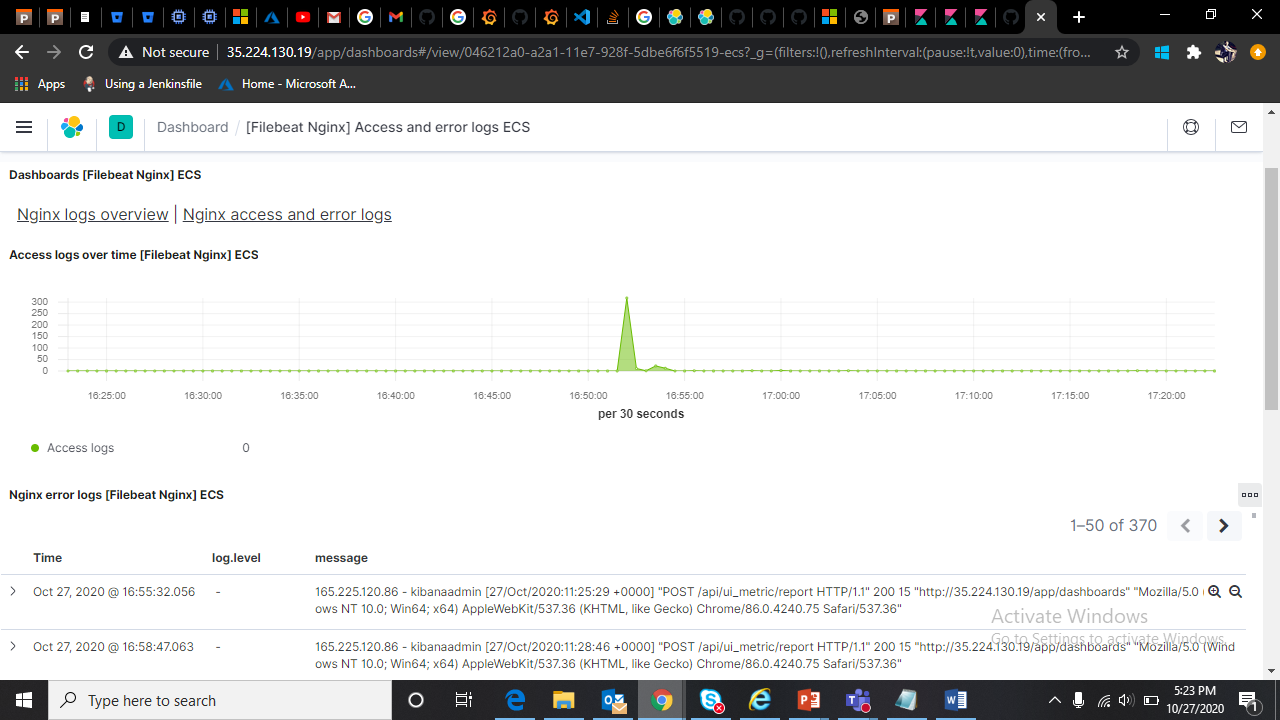 Not secure
35.224.130.19/app/dashboards#/view/046212a0-a2a1-11e7-928f-5dbe6f6f5519-ecs?_g=(filters:!(),refreshInterval:(pause:!t,value:0),time:(fro...
Apps
Using a Jenkinsfile
Home - Microsoft A...
D
Dashboard / [Filebeat Nginx] Access and error logs ECS
Dashboards [Filebeat Nginx] ECS
Nginx logs overview | Nginx access and error logs
Access logs over time [Filebeat Nginx] ECS
300
250
200
150
100
50
0
16:25:00 16:30:00 16:35:00 16:40:00 16:45:00 16:50:00 16:55:00 17:00:00 17:05:00 17:10:00 17:15:00 17:20:00
per 30 seconds
Access logs 0
Nginx error logs [Filebeat Nginx] ECS
1–50 of 370
Time log.level message
Oct 27, 2020 @ 16:55:32.056 - 165.225.120.86 - kibanaadmin [27/Oct/2020:11:25:29 +0000] "POST /api/ui_metric/report HTTP/1.1" 200 15 "http://35.224.130.19/app/dashboards" "Mozilla/5.0 (
ows NT 10.0; Win64; x64) AppleWebKit/537.36 (KHTML, like Gecko) Chrome/86.0.4240.75 Safari/537.36"
Activate Windows
Go to Settings to activate Windows.
Oct 27, 2020 @ 16:58:47.063 - 165.225.120.86 - kibanaadmin [27/Oct/2020:11:28:46 +0000] "POST /api/ui_metric/report HTTP/1.1" 200 15 "http://35.224.130.19/app/dashboards" "Mozilla/5.0 (Wind
ows NT 10.0; Win64; x64) AppleWebKit/537.36 (KHTML, like Gecko) Chrome/86.0.4240.75 Safari/537.36"
Type here to search
5:23 PM
10/27/2020
1